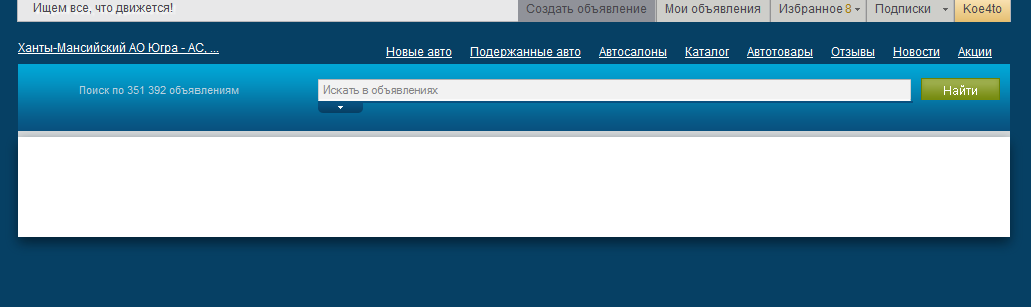 Ищем все, что движется! Создать объявление Мои объявления Избранное 8 Подписки Koe4to
Ханты-Мансийский АО Югра - АС, ... Новые авто Подержанные авто Автосалоны Каталог Автотовары Отзывы Новости Акции
Поиск по 351 392 объявлениям Искать в объявлениях Найти